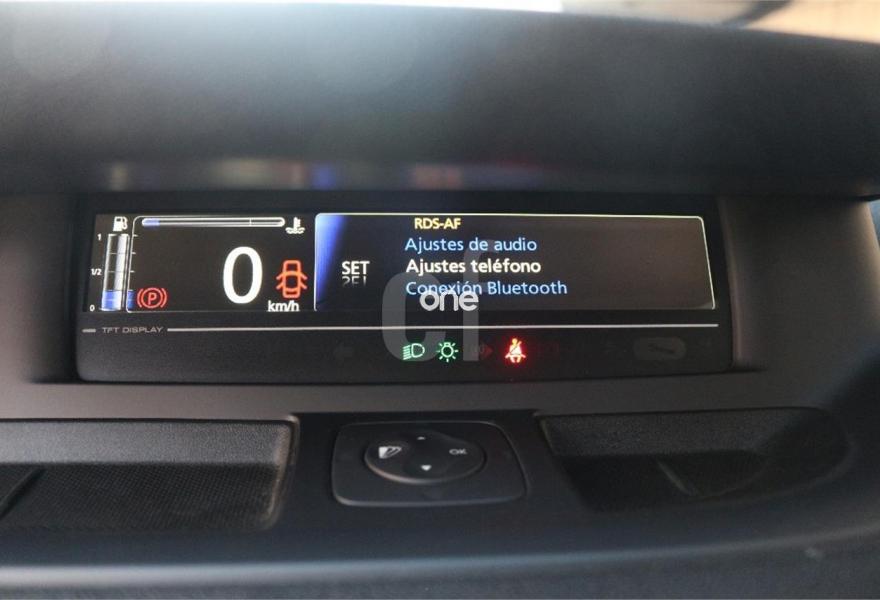 RDS-AF
Ajustes de audio
SET
Ajustes teléfono
Conexión Bluetooth
1
1/2
0
0
km/h
P
TFT DISPLAY
cf
one
OK